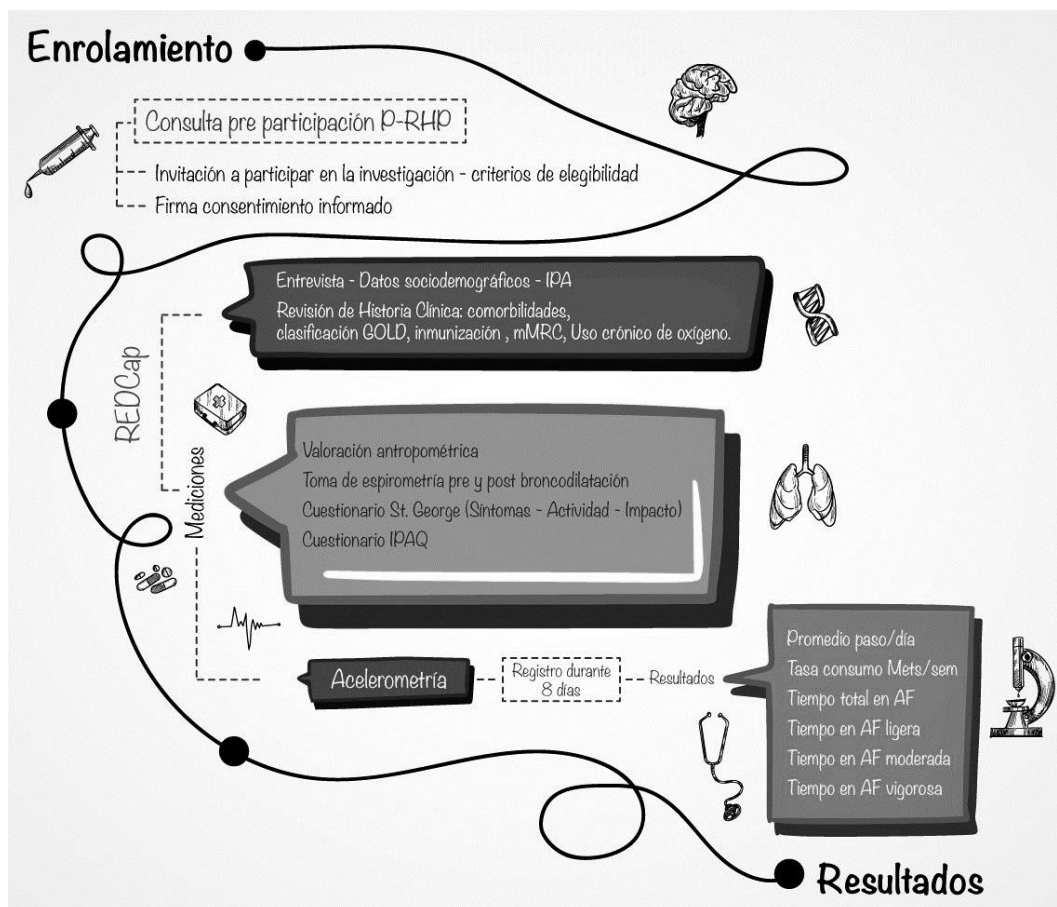 Enrolamiento
Consulta pre participación P-RHP
Invitación a participar en la investigación - criterios de elegibilidad
Firma consentimiento informado
Entrevista - Datos sociodemográficos - IPA
Revisión de Historia Clínica: comorbilidades,
clasificación GOLD, inmunización , mMRC, Uso crónico de oxígeno.
REDCap
Mediciones
Valoración antropométrica
Toma de espirometría pre y post broncodilatación
Cuestionario St. George (Síntomas - Actividad - Impacto)
Cuestionario IPAQ
Acelerometría
Registro durante
8 días
Resultados
Promedio paso/día
Tasa consumo Mets/sem
Tiempo total en AF
Tiempo en AF ligera
Tiempo en AF moderada
Tiempo en AF vigorosa
Resultados